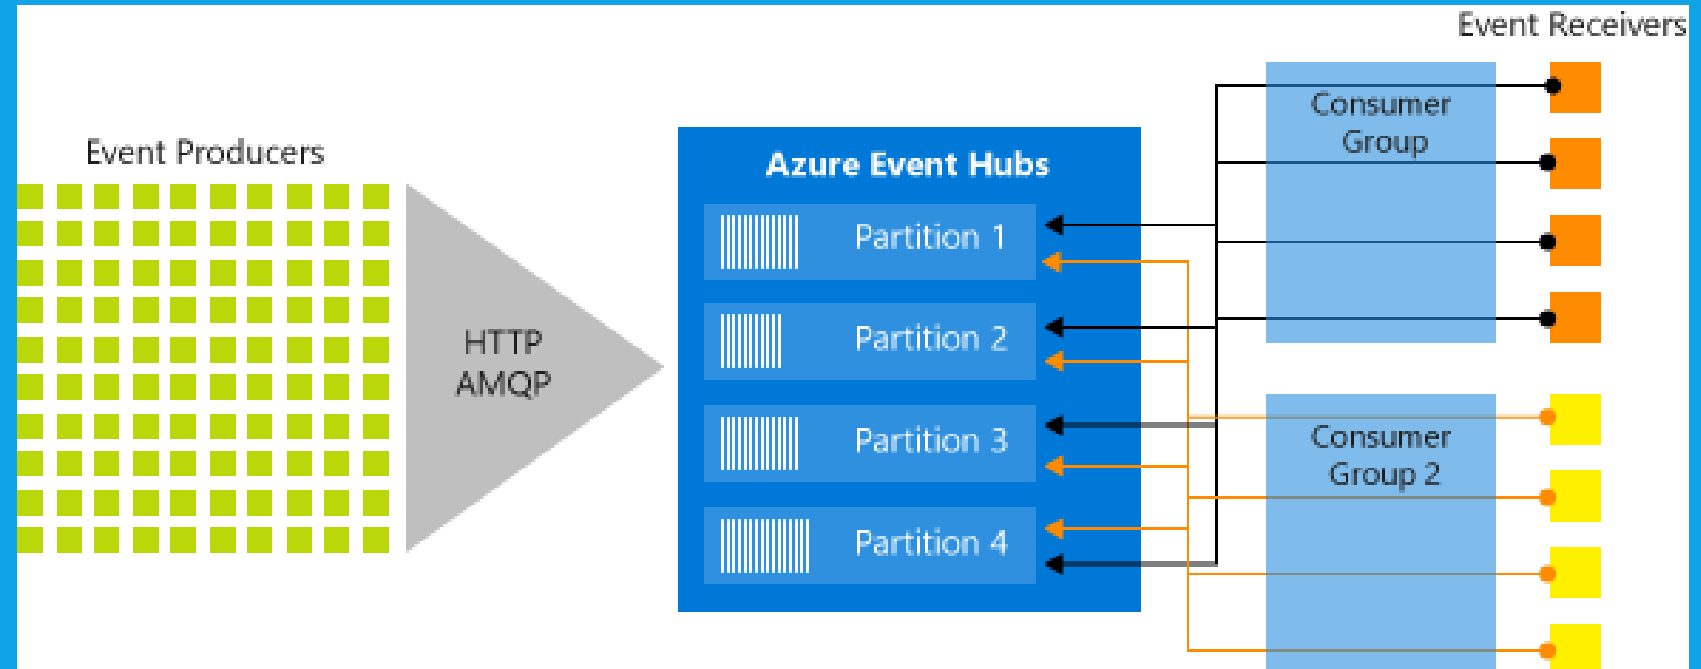 Event Receivers
Event Producers
HTTP
AMQP
Azure Event Hubs
Partition 1
Partition 2
Partition 3
Partition 4
Consumer
Group
Consumer
Group 2